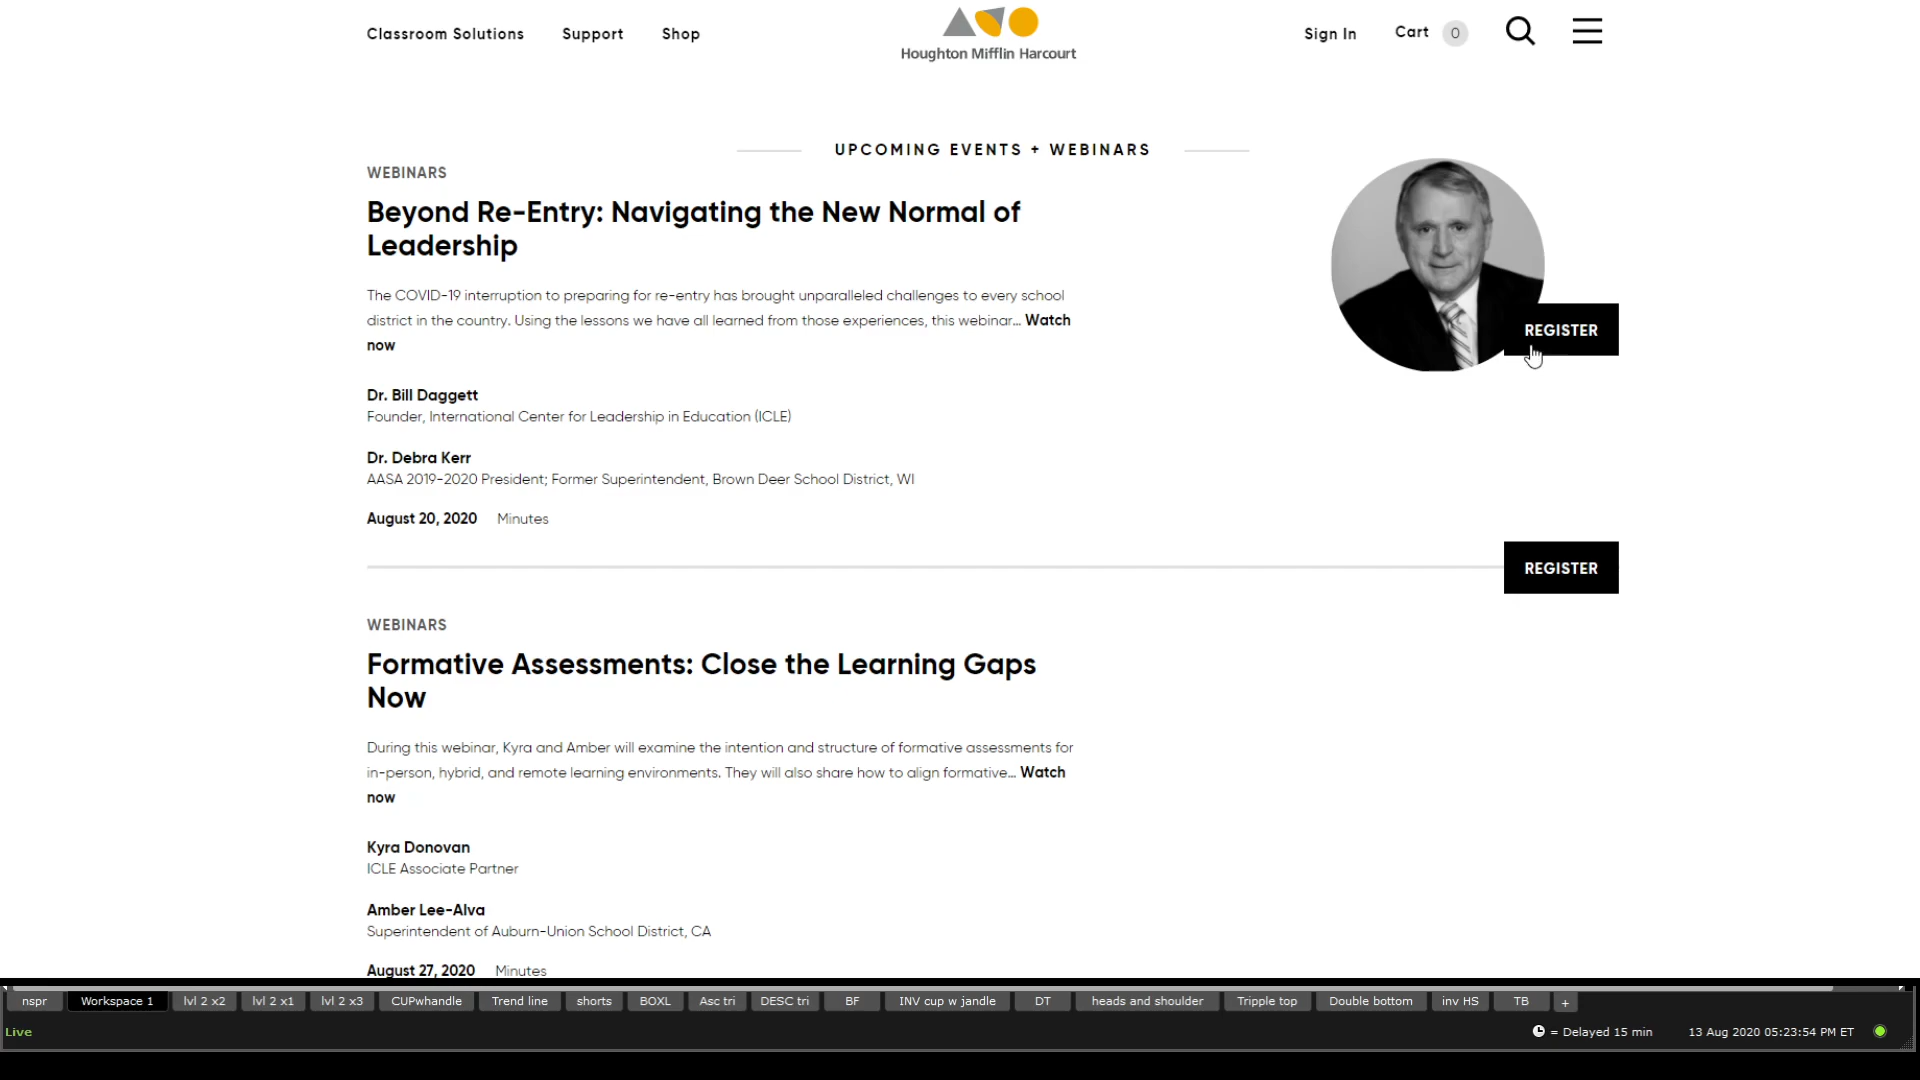 Classroom Solutions Support Shop
Houghton Mifflin Harcourt
Sign In Cart 0
UPCOMING EVENTS + WEBINARS
WEBINARS
Beyond Re-Entry: Navigating the New Normal of
Leadership
The COVID-19 interruption to preparing for re-entry has brought unparalleled challenges to every school
district in the country. Using the lessons we have all learned from those experiences, this webinar... Watch
now
REGISTER
Dr. Bill Daggett
Founder, International Center for Leadership in Education (ICLE)
Dr. Debra Kerr
AASA 2019-2020 President; Former Superintendent, Brown Deer School District, WI
August 20, 2020 Minutes
REGISTER
WEBINARS
Formative Assessments: Close the Learning Gaps
Now
During this webinar, Kyra and Amber will examine the intention and structure of formative assessments for
in-person, hybrid, and remote learning environments. They will also share how to align formative... Watch
now
Kyra Donovan
ICLE Associate Partner
Amber Lee-Alva
Superintendent of Auburn-Union School District, CA
August 27, 2020 Minutes
nspr Workspace 1 lvl 2 x2 lvl 2 x1 lvl 2 x3 CUPwhandle Trend line shorts BOXL Asc tri DESC tri BF INV cup w jandle DT heads and shoulder Tripple top Double bottom inv HS TB +
Live = Delayed 15 min 13 Aug 2020 05:23:54 PM ET